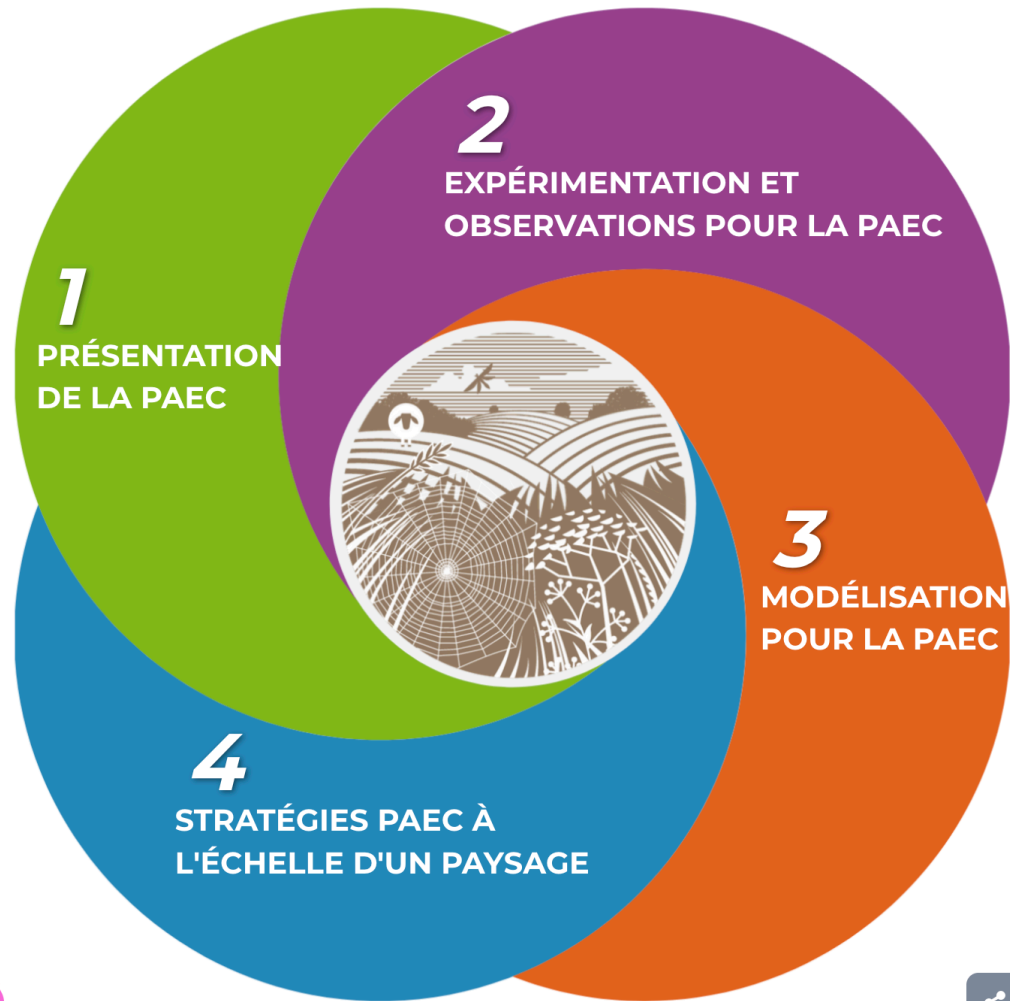 1
PRÉSENTATION
DE LA PAEC
2
EXPÉRIMENTATION ET
OBSERVATIONS POUR LA PAEC
3
MODÉLISATION
POUR LA PAEC
4
STRATÉGIES PAEC À
L'ÉCHELLE D'UN PAYSAGE